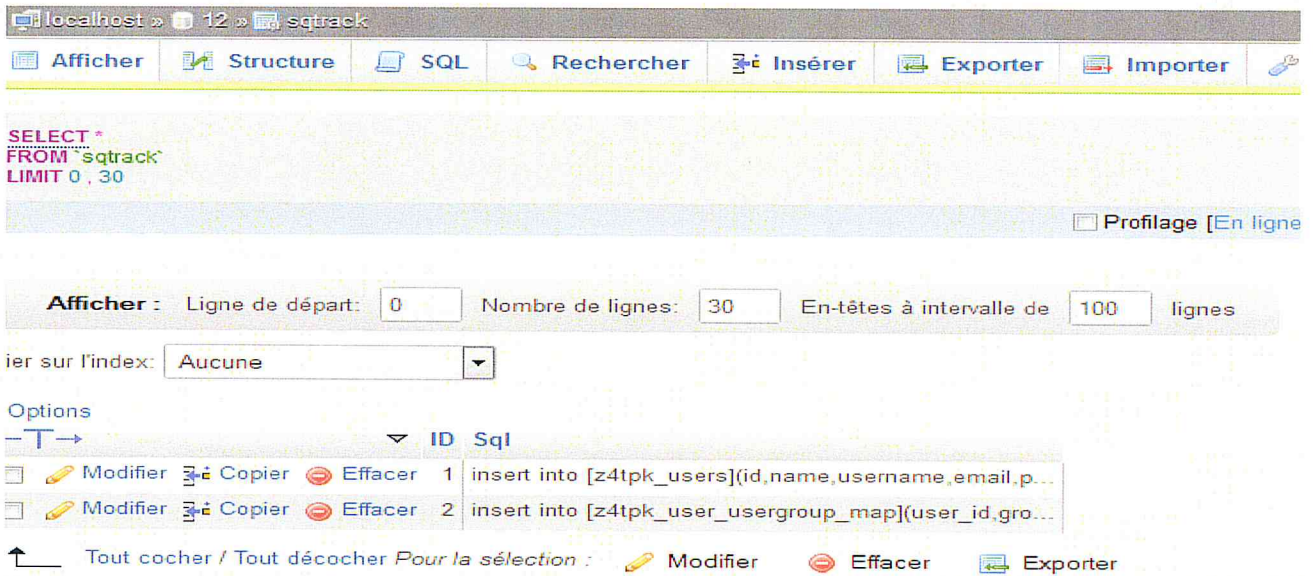 localhost » 12 » sqtrack
Afficher Structure SQL Rechercher Insérer Exporter Importer
SELECT *
FROM `sqtrack`
LIMIT 0 , 30
Profilage [En ligne
Afficher : Ligne de départ: 0 Nombre de lignes: 30 En-têtes à intervalle de 100 lignes
ier sur l'index: Aucune
Options
ID Sql
Modifier Copier Effacer 1 insert into [z4tpk_users](id,name,username,email,p...
Modifier Copier Effacer 2 insert into [z4tpk_user_usergroup_map](user_id,gro...
Tout cocher / Tout décocher Pour la sélection : Modifier Effacer Exporter